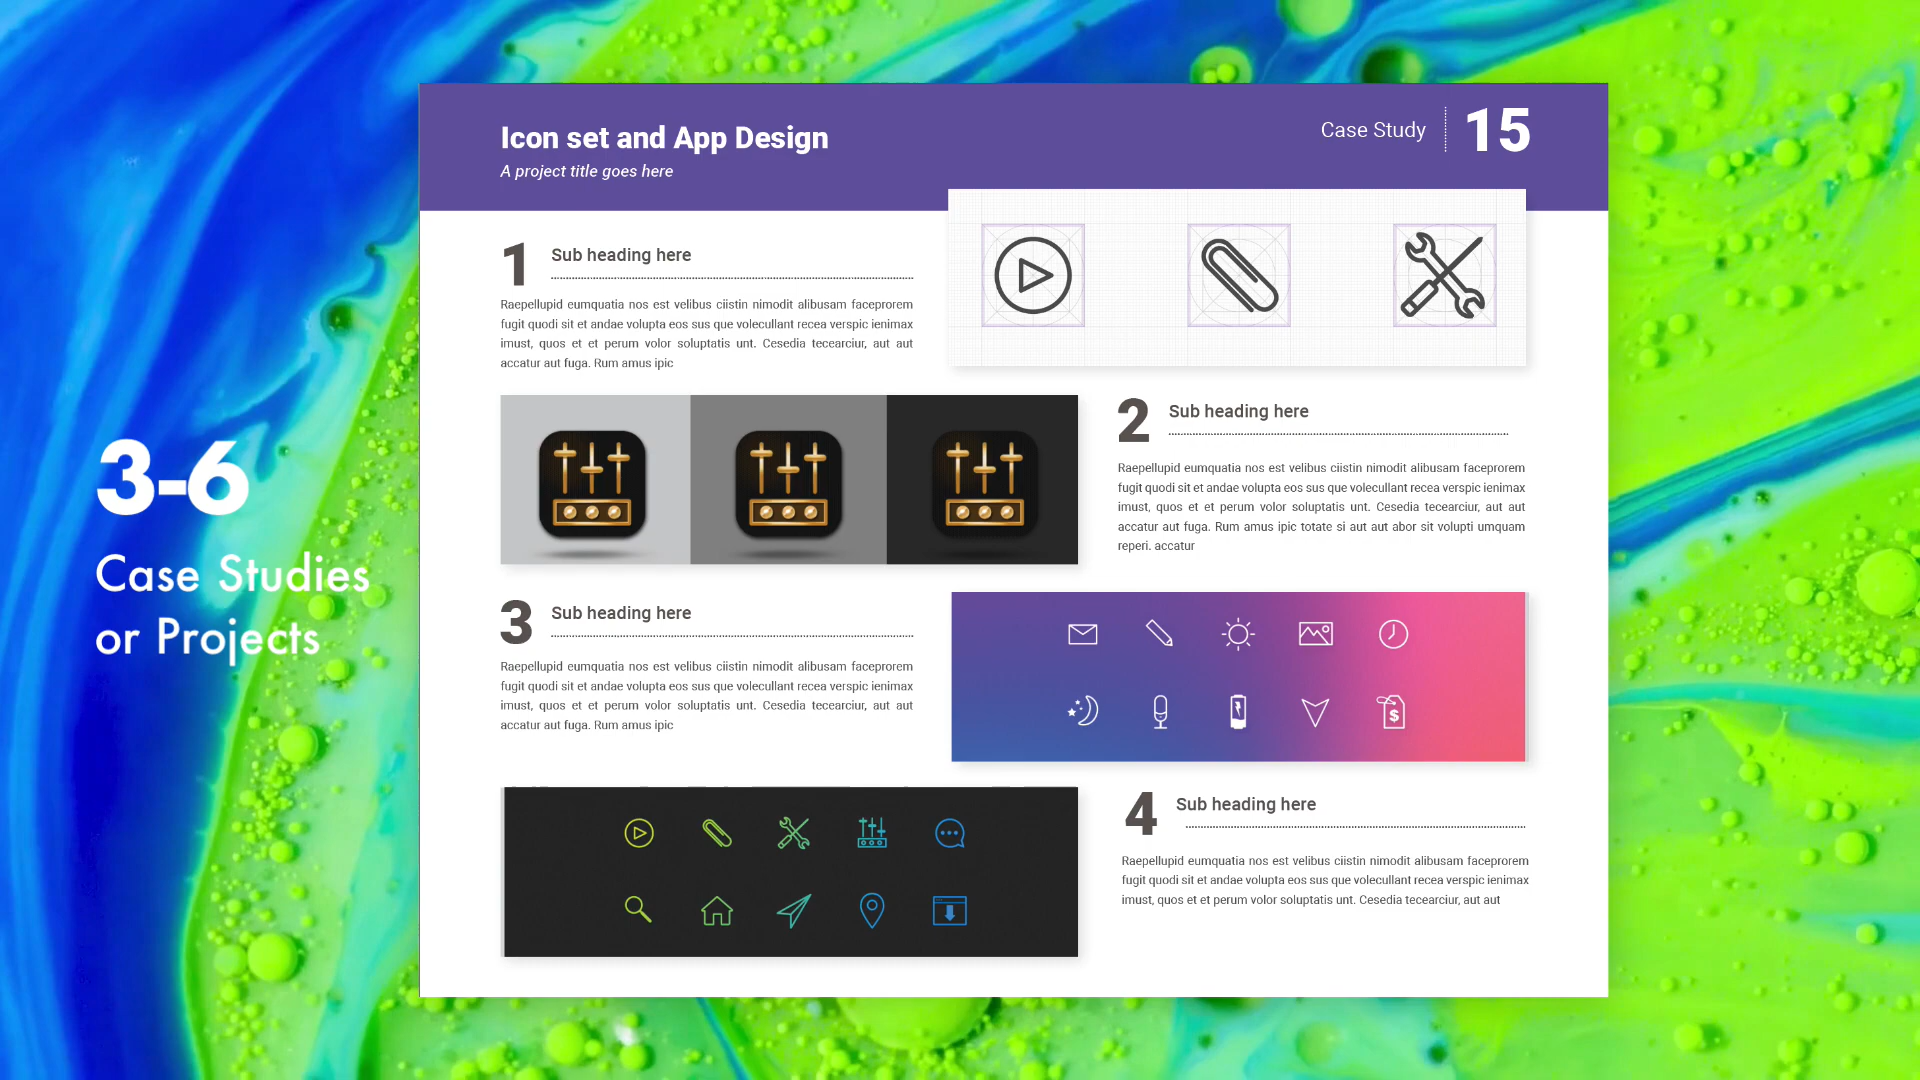 3-6
Case Studies
or Projects
Icon set and App Design
A project title goes here
Case Study
15
1
Sub heading here
Raepellupid eumquatia nos est velibus ciistin nimodit alibusam faceprorem
fugit quodi sit et andae volupta eos sus que volecullant recea verspic ienimax
imust, quos et et perum volor soluptatis unt. Cesedia tecearciur, aut aut
accatur aut fuga. Rum amus ipic
2
Sub heading here
Raepellupid eumquatia nos est velibus ciistin nimodit alibusam faceprorem
fugit quodi sit et andae volupta eos sus que volecullant recea verspic ienimax
imust, quos et et perum volor soluptatis unt. Cesedia tecearciur, aut aut
accatur aut fuga. Rum amus ipic totate si aut aut abor sit volupti umquam
reperi. accatur
3
Sub heading here
Raepellupid eumquatia nos est velibus ciistin nimodit alibusam faceprorem
fugit quodi sit et andae volupta eos sus que volecullant recea verspic ienimax
imust, quos et et perum volor soluptatis unt. Cesedia tecearciur, aut aut
accatur aut fuga. Rum amus ipic
$
4
Sub heading here
Raepellupid eumquatia nos est velibus ciistin nimodit alibusam faceprorem
fugit quodi sit et andae volupta eos sus que volecullant recea verspic ienimax
imust, quos et et perum volor soluptatis unt. Cesedia tecearciur, aut aut